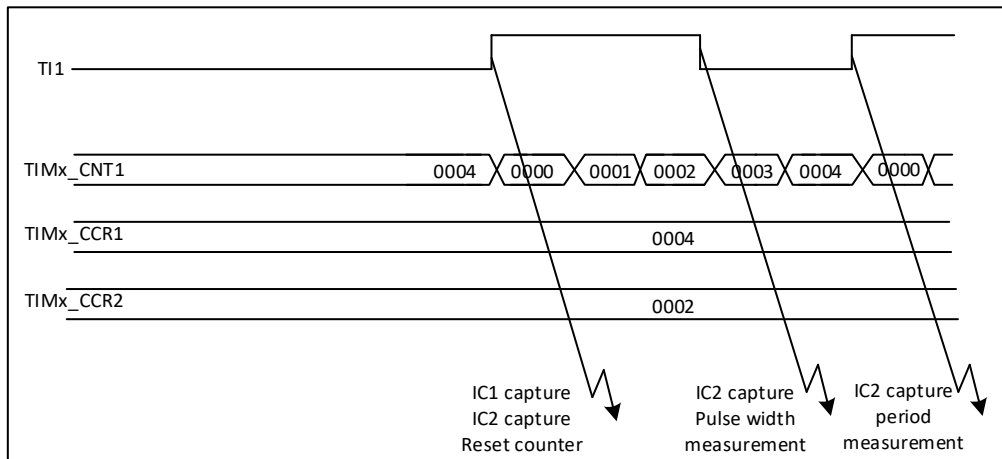 TI1
TIMx_CNT1
0004 0000 0001 0002 0003 0004 0000
TIMx_CCR1
0004
TIMx_CCR2
0002
IC1 capture
IC2 capture
Reset counter
IC2 capture
Pulse width
measurement
IC2 capture
period
measurement